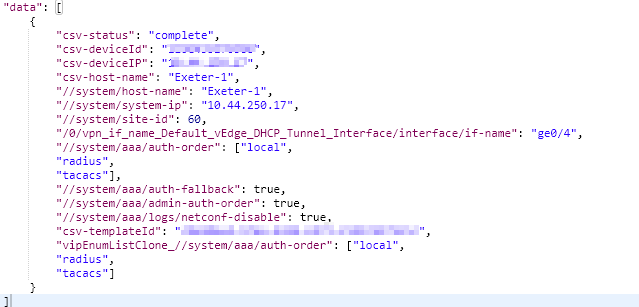 "data": [
{
"csv-status": "complete",
"csv-deviceId": "
"csv-deviceIP": "
"csv-host-name": "Exeter-1",
"//system/host-name": "Exeter-1",
"//system/system-ip": "10.44.250.17",
"//system/site-id": 60,
"/0/vpn_if_name_Default_vEdge_DHCP_Tunnel_Interface/interface/if-name": "ge0/4",
"//system/aaa/auth-order": ["local",
"radius",
"tacacs"],
"//system/aaa/auth-fallback": true,
"//system/aaa/admin-auth-order": true,
"//system/aaa/logs/netconf-disable": true,
"csv-templateId": "
"vipEnumListClone_//system/aaa/auth-order": ["local",
"radius",
"tacacs"]
}
]